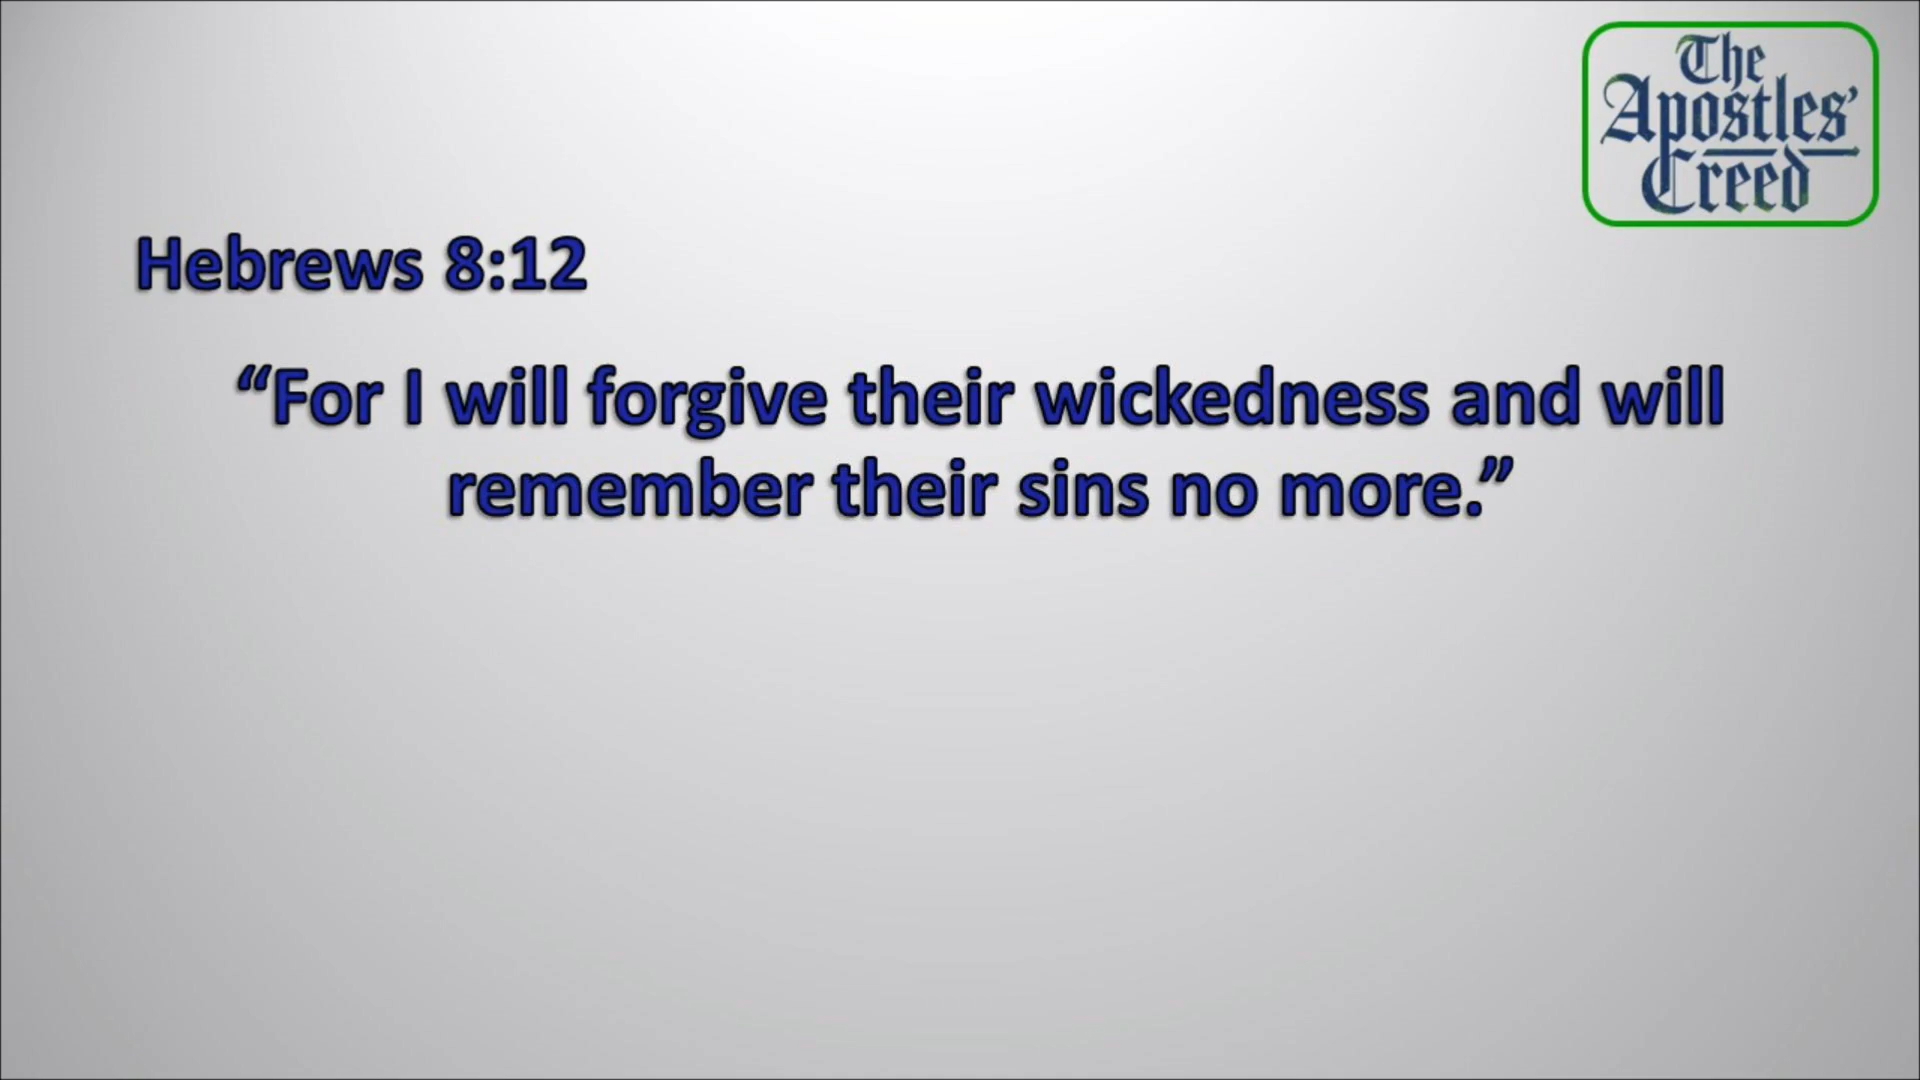 The
Apostles’
Creed
Hebrews 8:12
“For I will forgive their wickedness and will
remember their sins no more.”